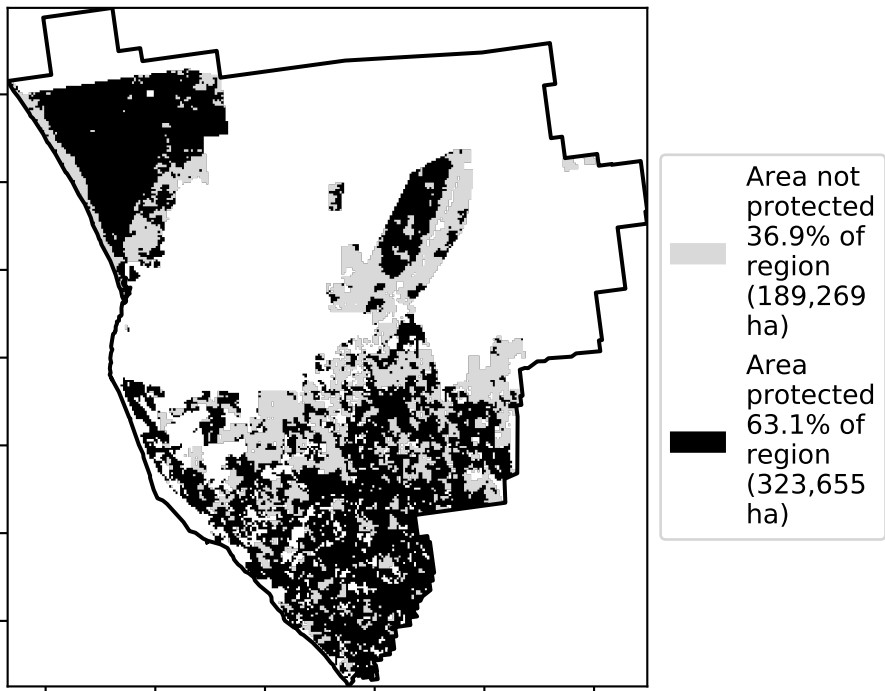 Area not
protected
36.9% of
region
(189,269
ha)
Area
protected
63.1% of
region
(323,655
ha)